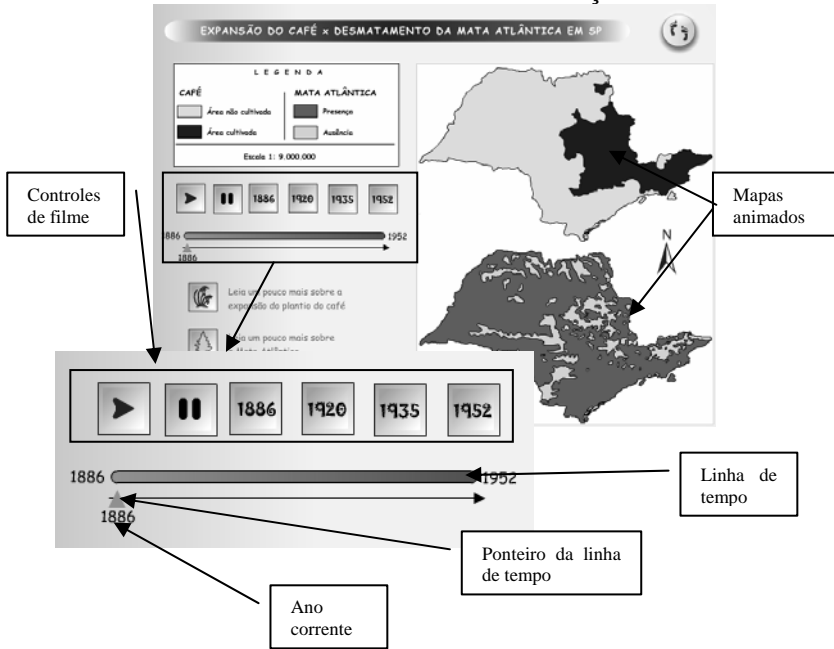 EXPANSÃO DO CAFÉ x DESMATAMENTO DA MATA ATLÂNTICA EM SP
LEGENDA
CAFÉ
Área não cultivada
Área cultivada
MATA ATLÂNTICA
Presença
Ausência
Escala 1: 9.000.000
Controles
de filme
1886
1920
1935
1952
886
1952
1886
Mapas
animados
N
Leia um pouco mais sobre a
expansão do plantio do café
um pouco mais sobre
1886
1920
1935
1952
1886
1952
1886
Linha de
tempo
Ponteiro da linha
de tempo
Ano
corrente